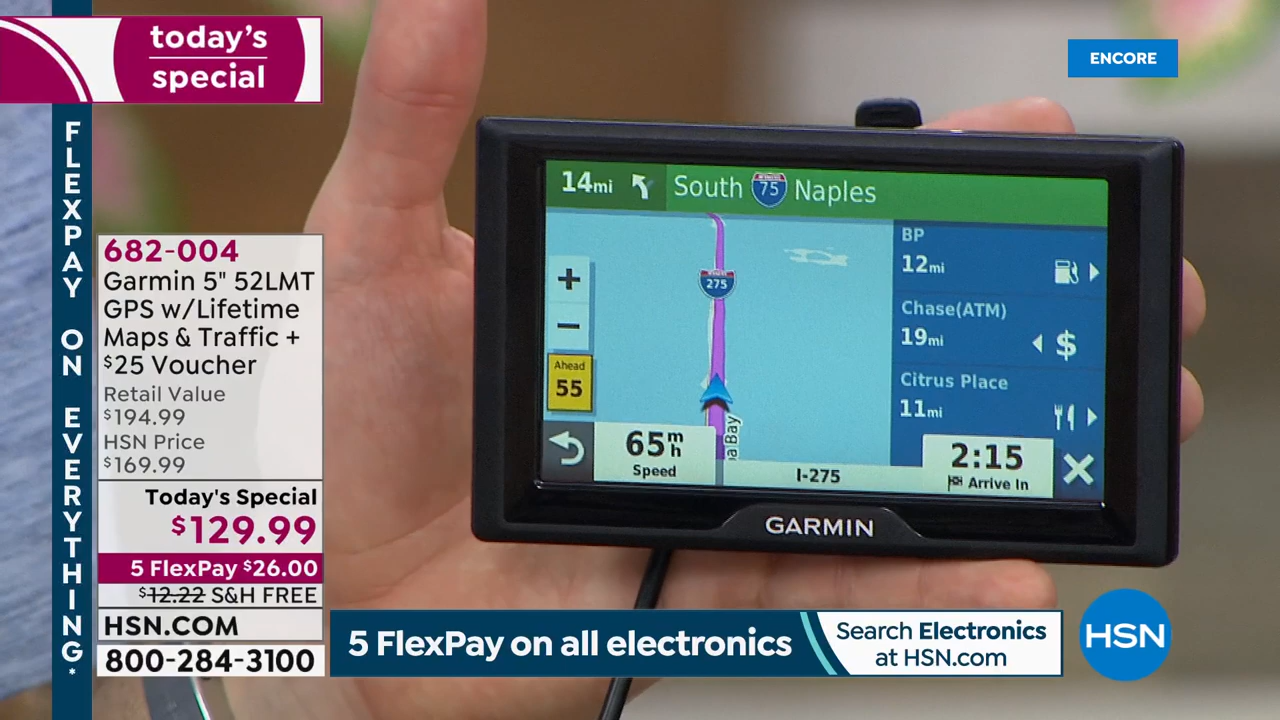 today's
special
ENCORE
FLEXPAY ON EVERYTHING*
682-004
Garmin 5" 52LMT
GPS w/Lifetime
Maps & Traffic +
$25 Voucher
Retail Value
$194.99
HSN Price
$169.99
Today's Special
$129.99
5 FlexPay $26.00
$12.22 S&H FREE
HSN.COM
800-284-3100
14mi South 75 Naples
INTERSTATE
275
+
−
Ahead
55
BP
12mi
Chase(ATM)
19mi
$
Citrus Place
11mi
65mh
Speed
I-275
2:15
Arrive In
GARMIN
5 FlexPay on all electronics
Search Electronics
at HSN.com
HSN